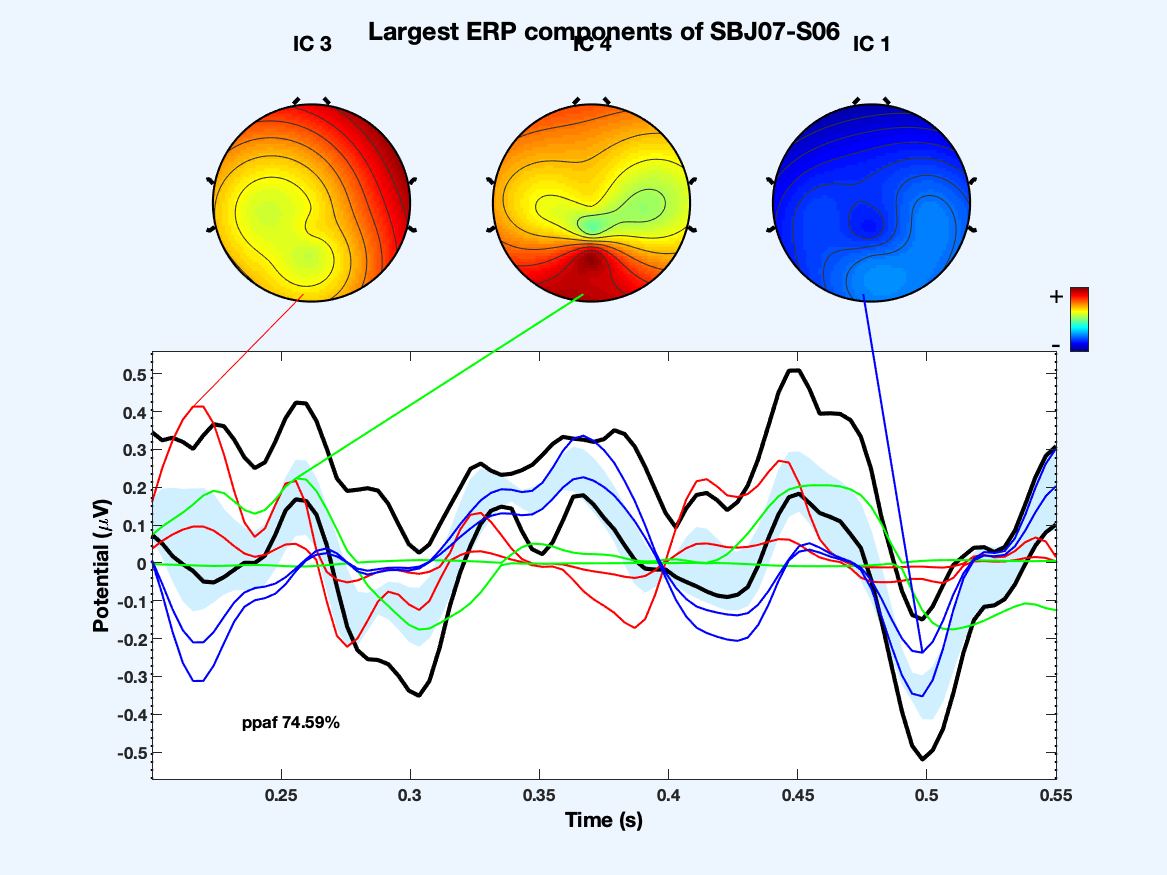 Largest ERP components of SBJ07-S06
IC 3
IC 4
IC 1
+
-
0.5
0.4
0.3
0.2
0.1
0
-0.1
-0.2
-0.3
-0.4
-0.5
Potential (μV)
ppaf 74.59%
0.25 0.3 0.35 0.4 0.45 0.5 0.55
Time (s)